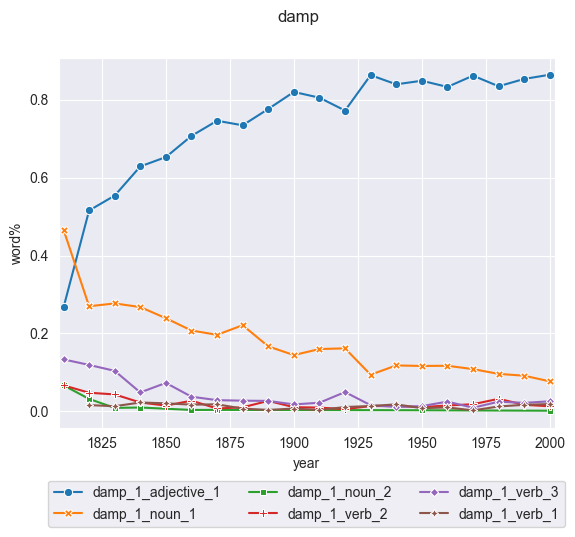 damp
0.8
0.6
0.4
0.2
0.0
word%
1825 1850 1875 1900 1925 1950 1975 2000
year
damp_1_adjective_1 damp_1_noun_2 damp_1_verb_3
damp_1_noun_1 damp_1_verb_2 damp_1_verb_1